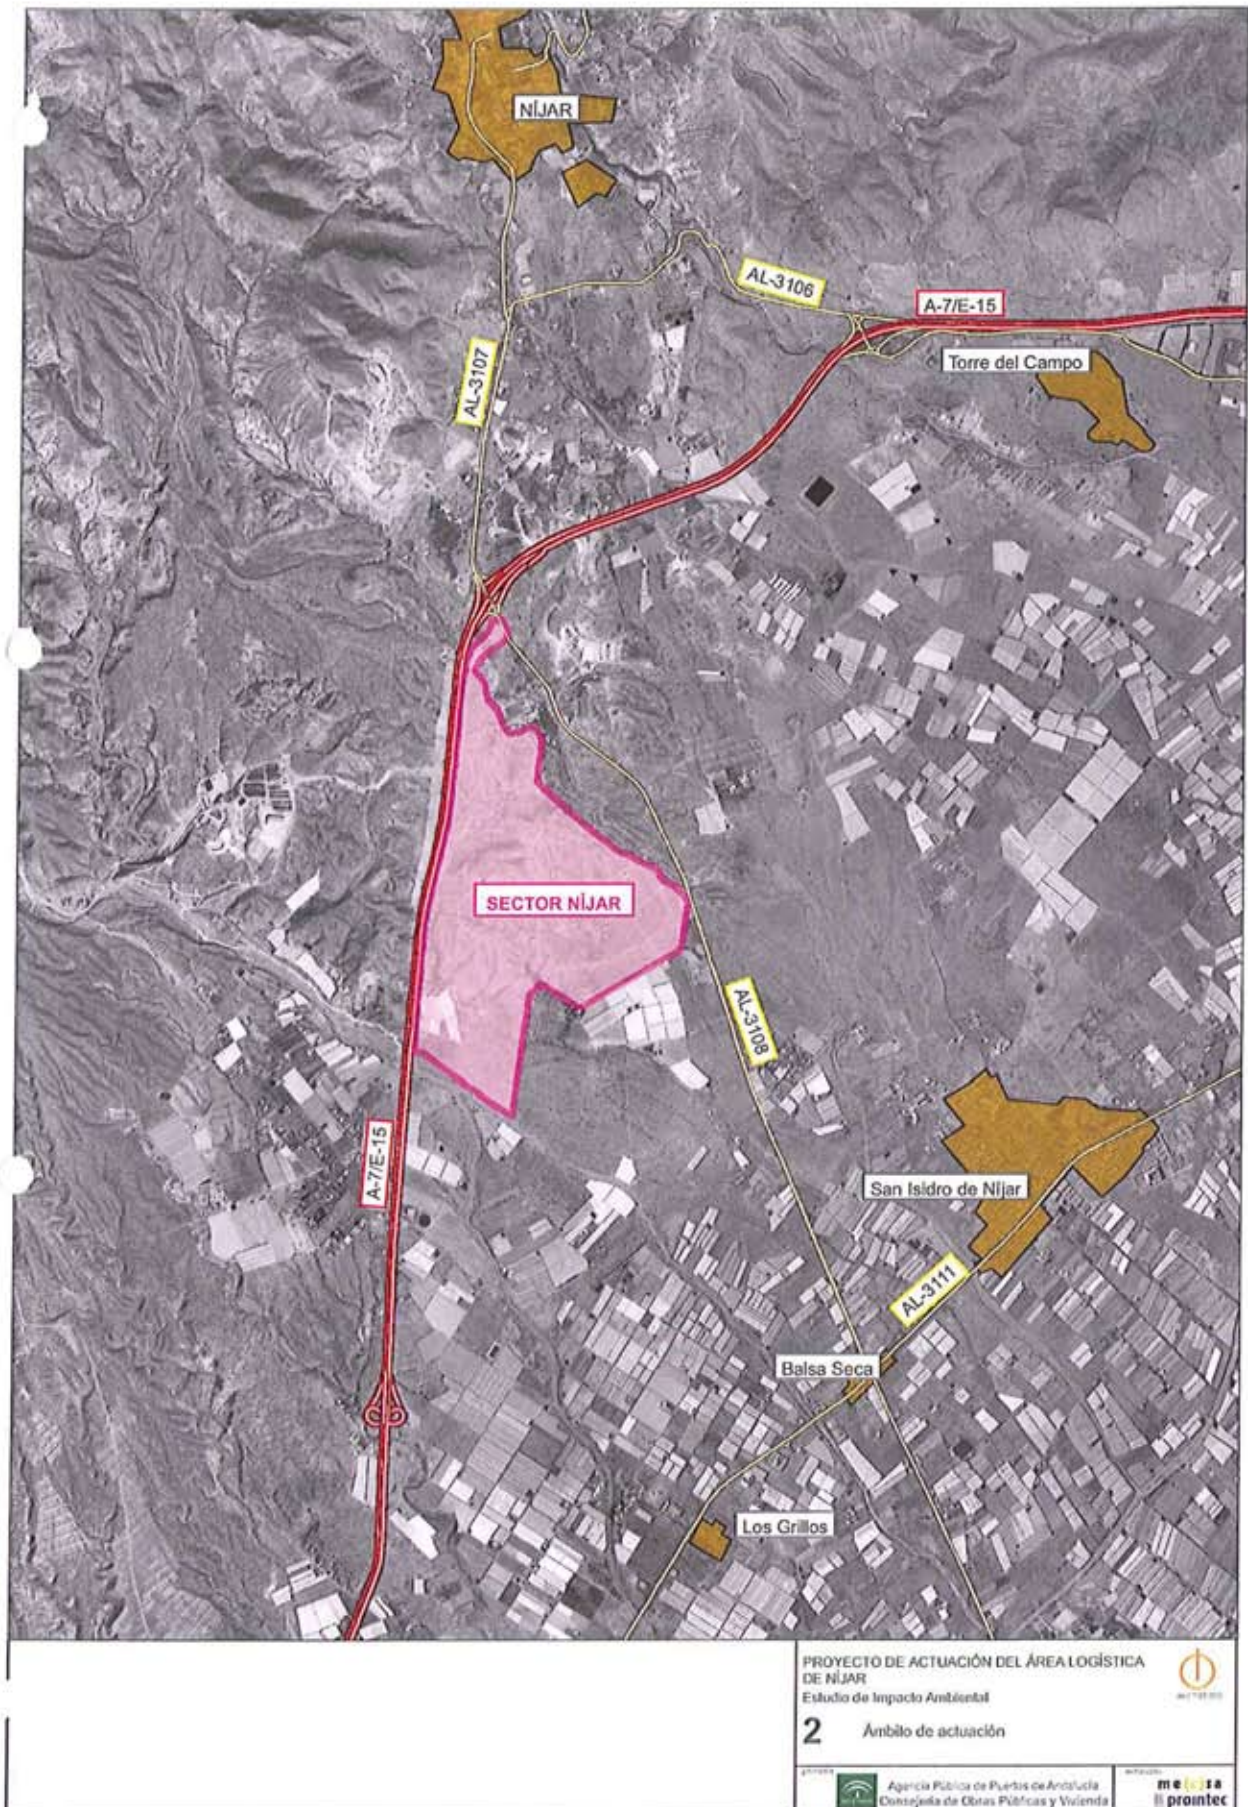 NÍJAR
AL-3106
A-7/E-15
Torre del Campo
AL-3107
SECTOR NÍJAR
AL-3108
A-7/E-15
San Isidro de Níjar
AL-3111
Balsa Seca
Los Grillos
PROYECTO DE ACTUACIÓN DEL ÁREA LOGÍSTICA
DE NÍJAR
Estudio de Impacto Ambiental
2 Ámbito de actuación
Agencia Pública de Puertos de Andalucía
Consejería de Obras Públicas y Vivienda
me(c)sa
prointec